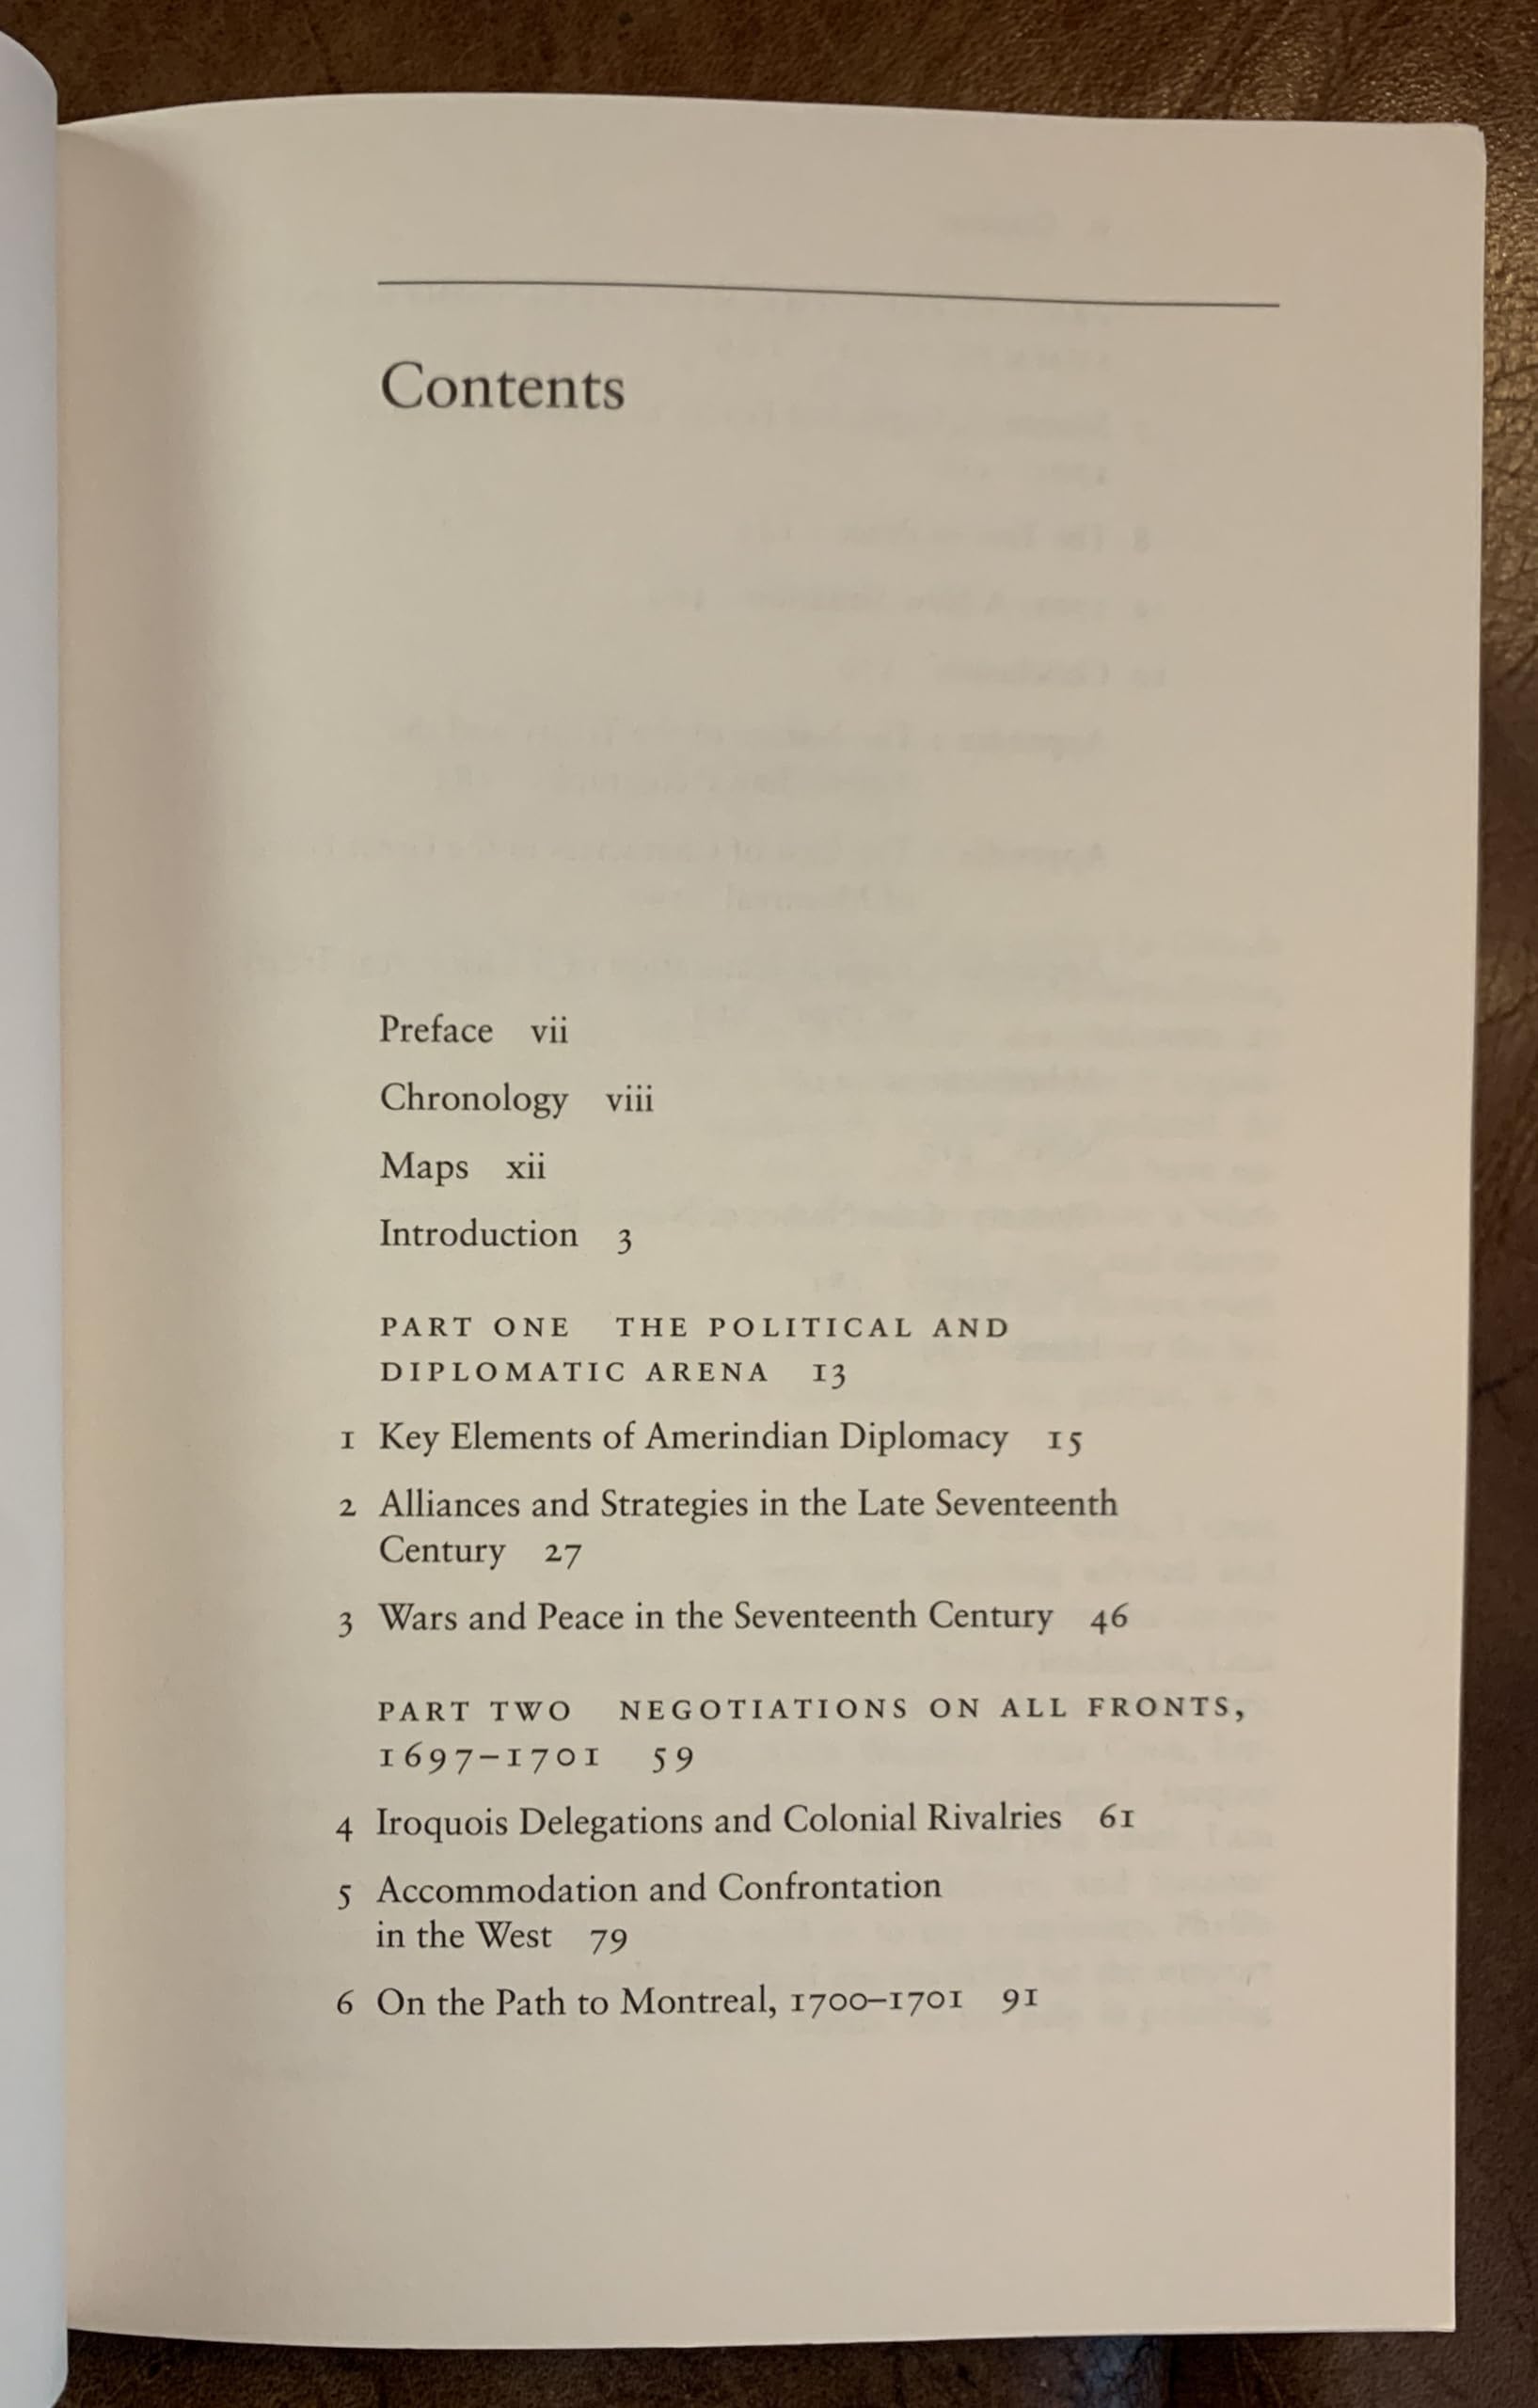 Contents
Preface vii
Chronology viii
Maps xii
Introduction 3
PART ONE THE POLITICAL AND
DIPLOMATIC ARENA 13
1 Key Elements of Amerindian Diplomacy 15
2 Alliances and Strategies in the Late Seventeenth
Century 27
3 Wars and Peace in the Seventeenth Century 46
PART TWO NEGOTIATIONS ON ALL FRONTS,
1697–1701 59
4 Iroquois Delegations and Colonial Rivalries 61
5 Accommodation and Confrontation
in the West 79
6 On the Path to Montreal, 1700–1701 91